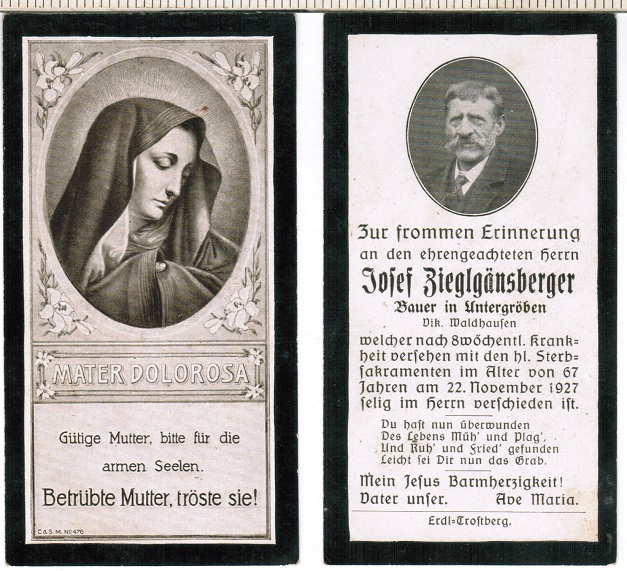 MATER DOLOROSA
Gütige Mutter, bitte für die
armen Seelen.
Betrübte Mutter, tröste sie!
C.A.S.M. No 476
Zur frommen Erinnerung
an den ehrengeachteten Herrn
Josef Zieglgänsberger
Bauer in Untergröben
Vik. Waldhausen
welcher nach 8wöchentl. Krank-
heit versehen mit den hl. Sterb-
sakramenten im Alter von 67
Jahren am 22. November 1927
selig im Herrn verschieden ist.
Du hast nun überwunden
Des Lebens Müh' und Plag',
Und Ruh' und Fried' gefunden
Leicht sei Dir nun das Grab.
Mein Jesus Barmherzigkeit!
Vater unser. Ave Maria.
Erdl-Trostberg.